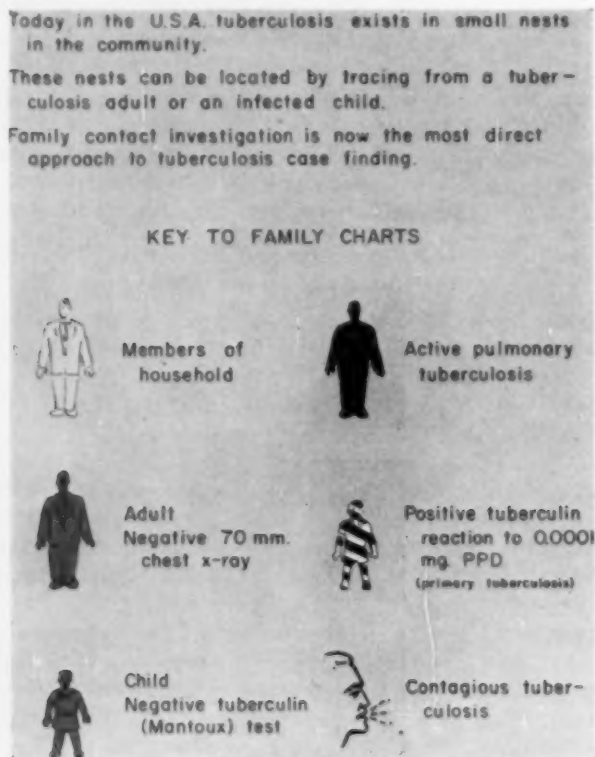 Today in the U.S.A. tuberculosis exists in small nests
in the community.
These nests can be located by tracing from a tuber-
culosis adult or an infected child.
Family contact investigation is now the most direct
approach to tuberculosis case finding.
KEY TO FAMILY CHARTS
Members of
household
Active pulmonary
tuberculosis
Adult
Negative 70 mm.
chest x-ray
Positive tuberculin
reaction to 0.0001
mg. PPD
(primary tuberculosis)
Child
Negative tuberculin
(Mantoux) test
Contagious tuber-
culosis